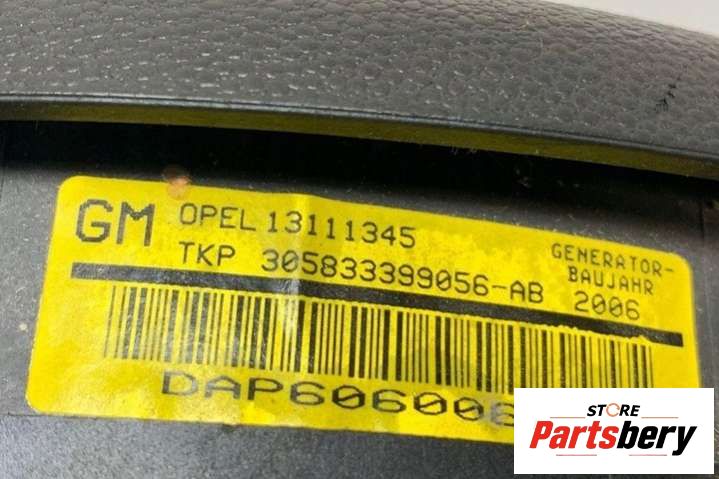 GM OPEL 13111345
TKP 305833399056-AB
GENERATOR-
BAUJAHR
2006
STORE
Partsbery